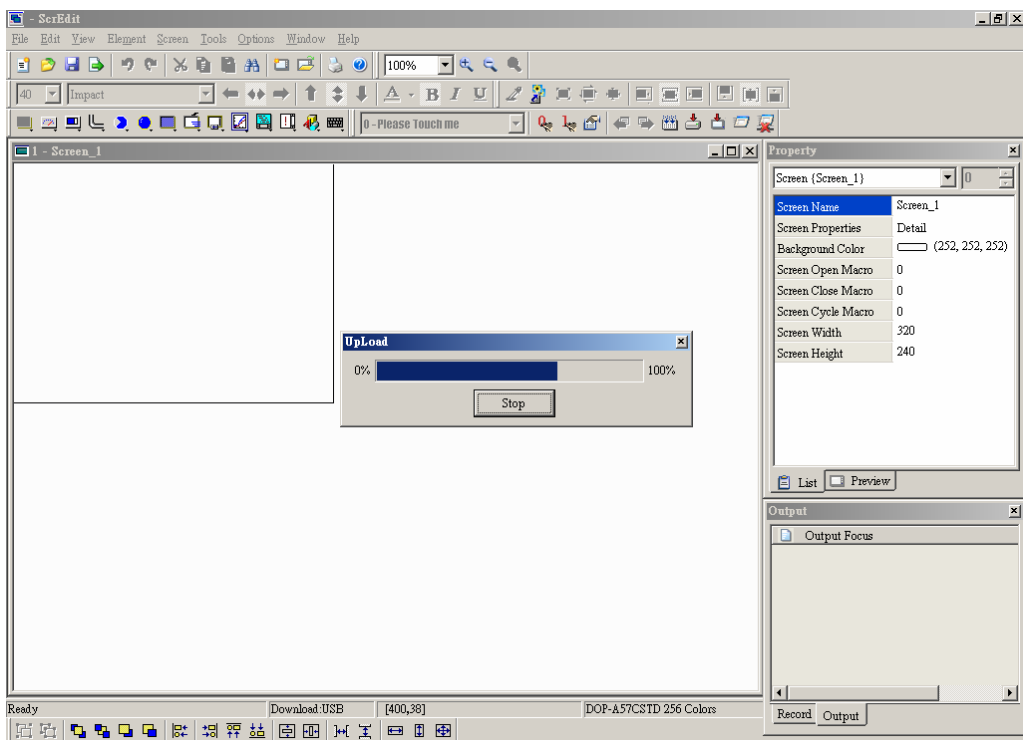 - ScrEdit
File Edit View Element Screen Tools Options Window Help
100%
40 Impact A B I U
0 - Please Touch me
1 - Screen_1
Property
Screen {Screen_1} 0
Screen Name Screen_1
Screen Properties Detail
Background Color (252, 252, 252)
Screen Open Macro 0
Screen Close Macro 0
Screen Cycle Macro 0
Screen Width 320
Screen Height 240
UpLoad
0% 100%
Stop
List Preview
Output
Output Focus
Record Output
Ready Download:USB [400,38] DOP-A57CSTD 256 Colors